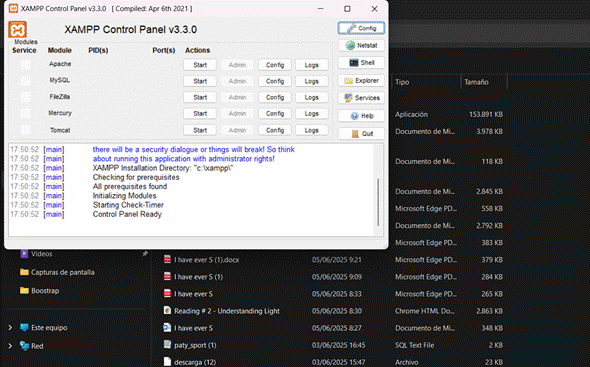 XAMPP Control Panel v3.3.0 [ Compiled: Apr 6th 2021 ]
XAMPP Control Panel v3.3.0
Config
Modules
Service Module PID(s) Port(s) Actions
Netstat
Apache Start Admin Config Logs
Shell
MySQL Start Admin Config Logs
Explorer
FileZilla Start Admin Config Logs
Services
Mercury Start Admin Config Logs
Help
Tomcat Start Admin Config Logs
Quit
17:50:52 [main] there will be a security dialogue or things will break! So think
17:50:52 [main] about running this application with administrator rights!
17:50:52 [main] XAMPP Installation Directory: "c:\xampp\"
17:50:52 [main] Checking for prerequisites
17:50:52 [main] All prerequisites found
17:50:52 [main] Initializing Modules
17:50:52 [main] Starting Check-Timer
17:50:52 [main] Control Panel Ready
Tipo Tamaño
Aplicación 153.891 KB
Documento de Mi... 3.978 KB
Documento de Mi... 118 KB
Documento de Mi... 2.845 KB
Microsoft Edge PD... 558 KB
Documento de Mi... 2.792 KB
Microsoft Edge PD... 383 KB
Vídeos
Capturas de pantalla
Boostrap
Este equipo
Red
I have ever S (1).docx 05/06/2025 9:21 Microsoft Edge PD... 379 KB
I have ever S (1) 05/06/2025 9:09 Microsoft Edge PD... 284 KB
I have ever S 05/06/2025 8:33 Microsoft Edge PD... 265 KB
Reading # 2 - Understanding Light 05/06/2025 8:30 Chrome HTML Do... 2.863 KB
I have ever S 05/06/2025 8:27 Documento de Mi... 348 KB
paty_sport (1) 03/06/2025 16:45 SQL Text File 2 KB
descarga (12) 03/06/2025 15:47 Archivo 23 KB